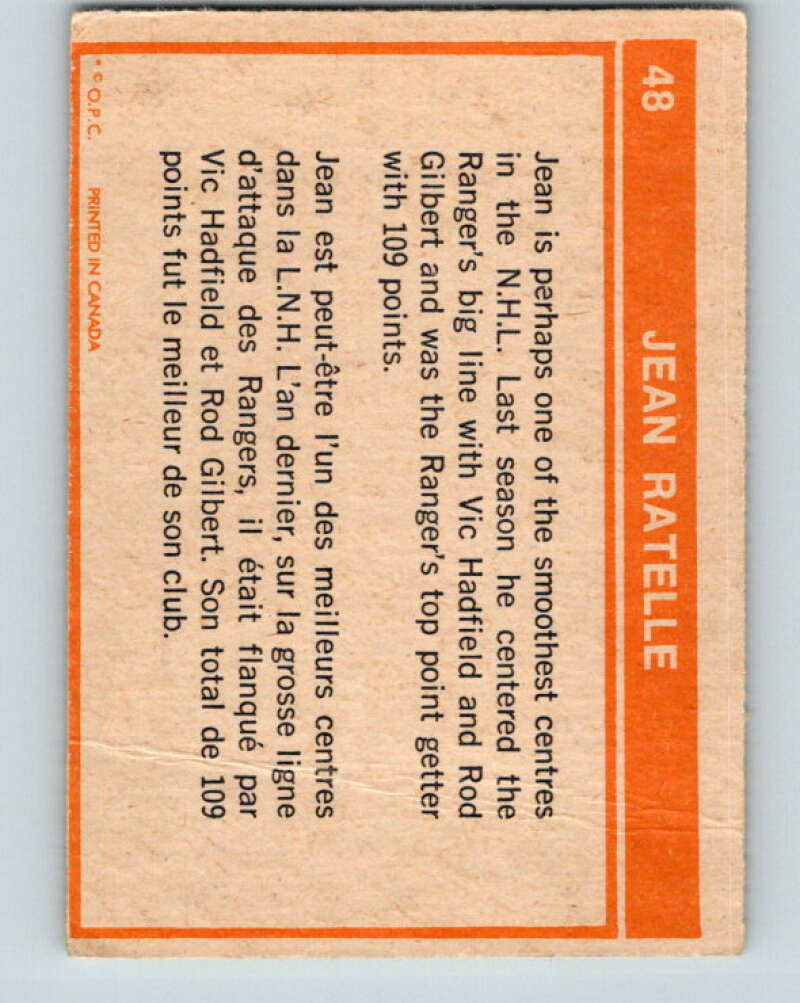 48 JEAN RATELLE
Jean is perhaps one of the smoothest centres
in the N.H.L. Last season he centered the
Ranger's big line with Vic Hadfield and Rod
Gilbert and was the Ranger's top point getter
with 109 points.
Jean est peut-être l'un des meilleurs centres
dans la L.N.H. L'an dernier, sur la grosse ligne
d'attaque des Rangers, il était flanqué par
Vic Hadfield et Rod Gilbert. Son total de 109
points fut le meilleur de son club.
* © O.P.C. PRINTED IN CANADA